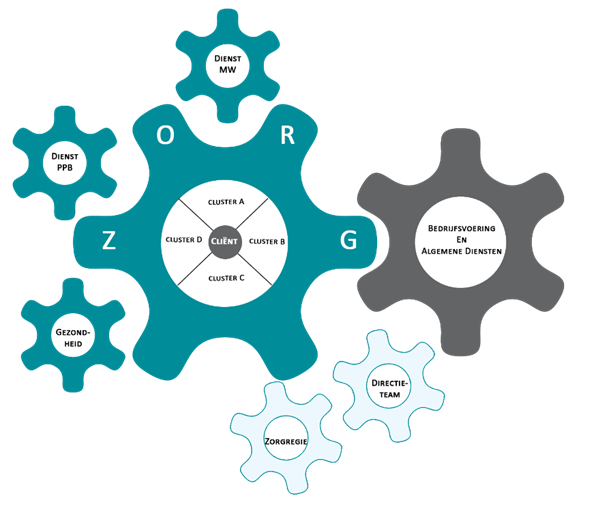 Dienst
MW
Dienst
PPB
Z O R G
cluster A
cluster D
Cliënt
cluster B
cluster C
Bedrijfsvoering
En
Algemene Diensten
Gezond-
heid
Directie-
team
Zorgregie